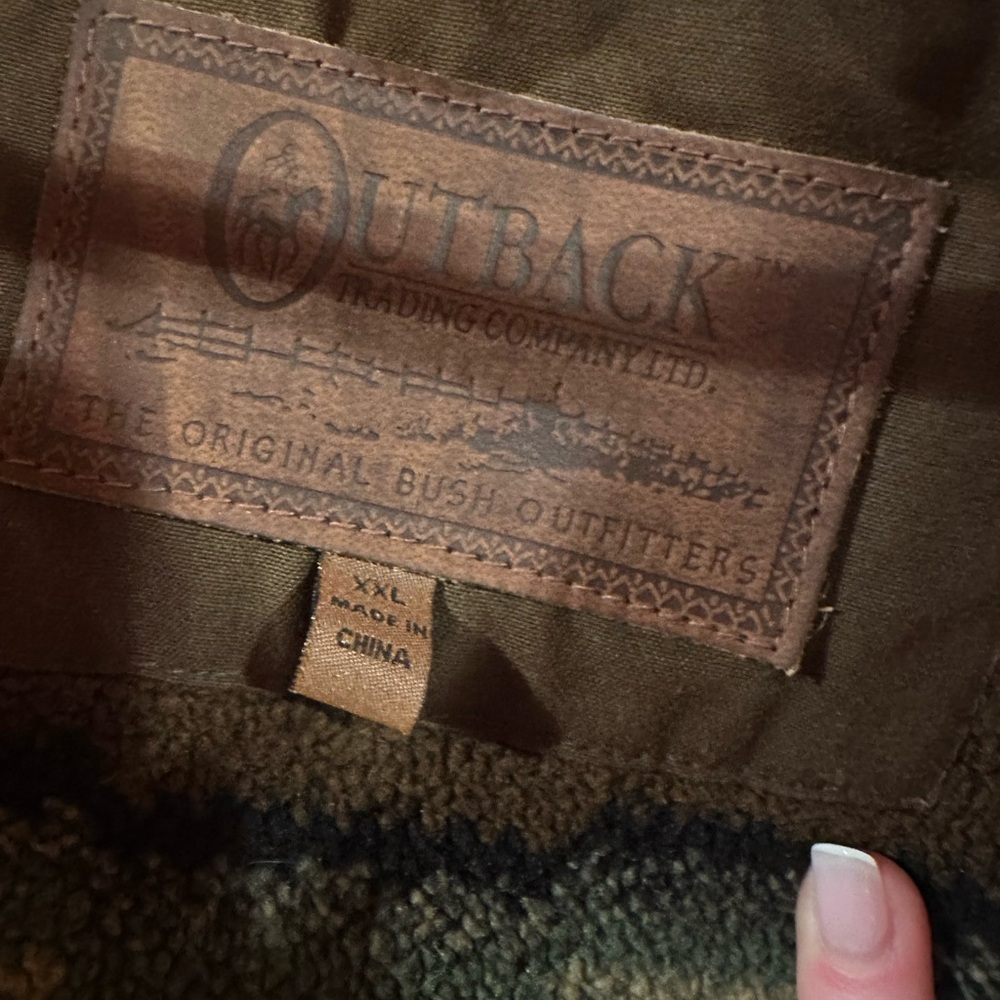 OUTBACK™
TRADING COMPANY LTD.
THE ORIGINAL BUSH OUTFITTERS
XXL
MADE IN
CHINA